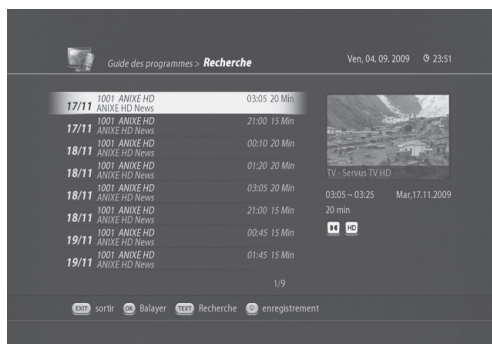 Guide des programmes > Recherche
Ven, 04. 09. 2009 23:51
17/11 1001 ANIXE HD 03:05 20 Min
ANIXE HD News
17/11 1001 ANIXE HD 21:00 15 Min
ANIXE HD News
18/11 1001 ANIXE HD 00:10 20 Min
ANIXE HD News
18/11 1001 ANIXE HD 01:20 20 Min
ANIXE HD News
18/11 1001 ANIXE HD 03:05 20 Min
ANIXE HD News
18/11 1001 ANIXE HD 21:00 15 Min
ANIXE HD News
19/11 1001 ANIXE HD 00:45 15 Min
ANIXE HD News
19/11 1001 ANIXE HD 01:45 15 Min
ANIXE HD News
1/9
TV - Servus TV HD
03:05 ~ 03:25 Mar,17.11.2009
20 min
HD
EXIT sortir OK Balayer TEXT Recherche enregistrement